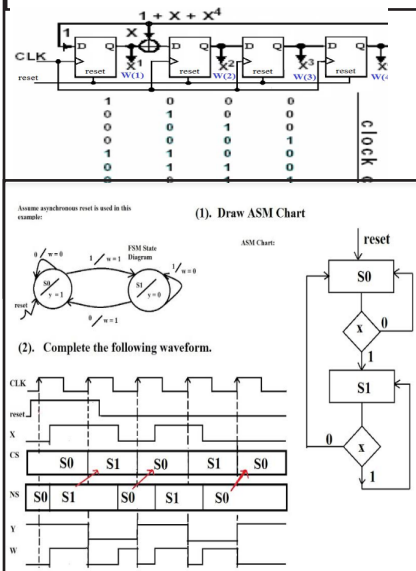 1 + X + X4
1 X
D Q D Q D Q D Q
CLK
X1 X2 X3
reset reset reset reset reset
W(1) W(2) W(3) W(4
1 0 0 0
0 1 0 0
0 0 1 0
0 0 0 1
1 1 0 0
0 1 1 0
clock
Assume asynchronous reset is used in this
example:
(1). Draw ASM Chart
FSM State
Diagram
ASM Chart:
reset
0/w=0
1/w=1
1/w=0
S0
y=1
S1
y=0
reset
0/w=1
S0
X
0
1
S1
0
X
1
(2). Complete the following waveform.
CLK
reset
X
CS S0 S1 S0 S1 S0
NS S0 S1 S0 S1 S0
Y
W